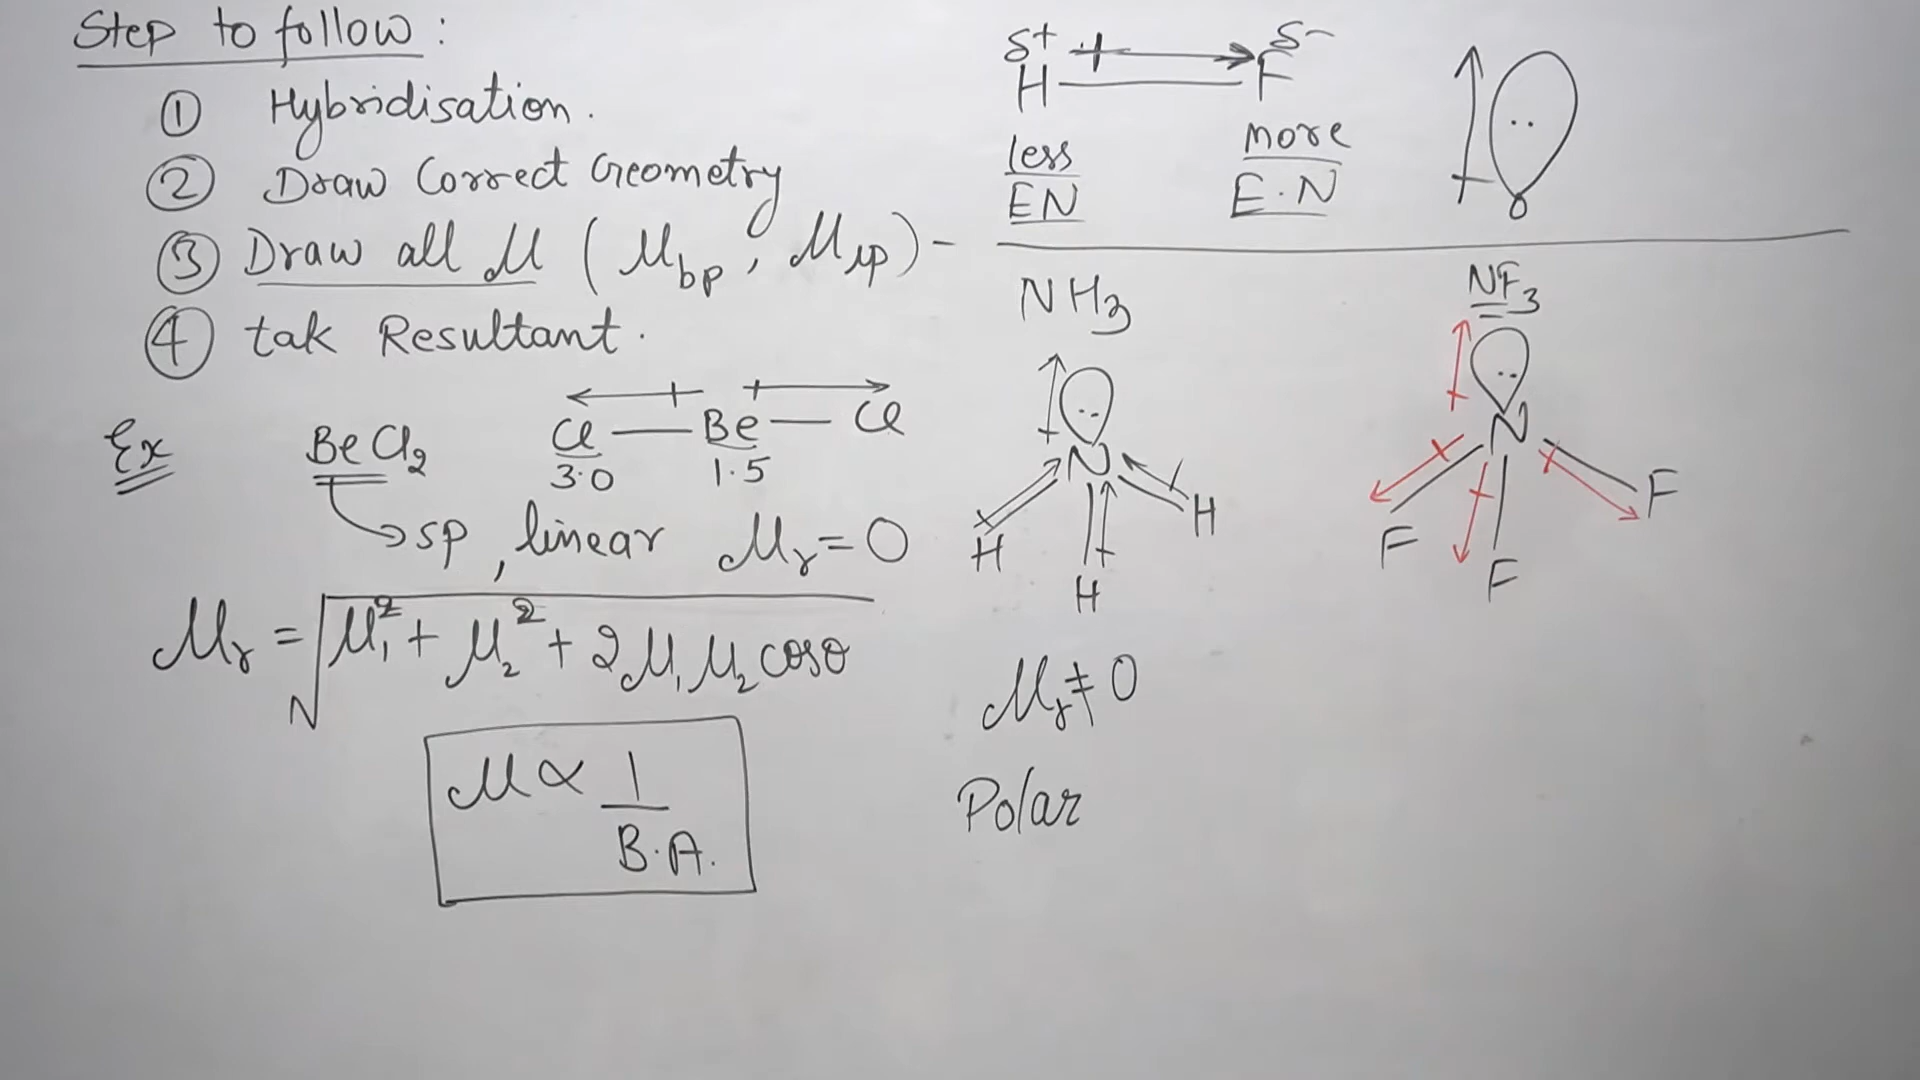 Step to follow :
① Hybridisation.
② Draw Correct Geometry
③ Draw all μ ( μbp , μlp ) -
④ tak Resultant.
Ex BeCl₂
Cl — Be — Cl
3.0 1.5
sp, linear μr = 0
μr = √μ₁² + μ₂² + 2μ₁μ₂ cosθ
μ ∝ 1/B.A.
δ+ δ-
H F
less more
EN E.N
NH₃
N
H H
H
μr ≠ 0
Polar
NF₃
N
F F
F